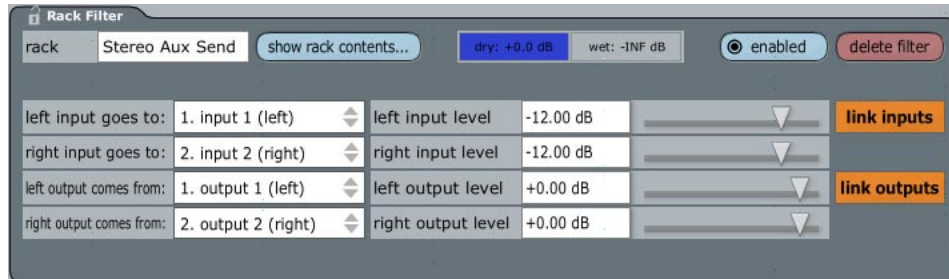 Rack Filter
rack Stereo Aux Send show rack contents... dry: +0.0 dB wet: -INF dB enabled delete filter
left input goes to: 1. input 1 (left) left input level -12.00 dB link inputs
right input goes to: 2. input 2 (right) right input level -12.00 dB
left output comes from: 1. output 1 (left) left output level +0.00 dB link outputs
right output comes from: 2. output 2 (right) right output level +0.00 dB